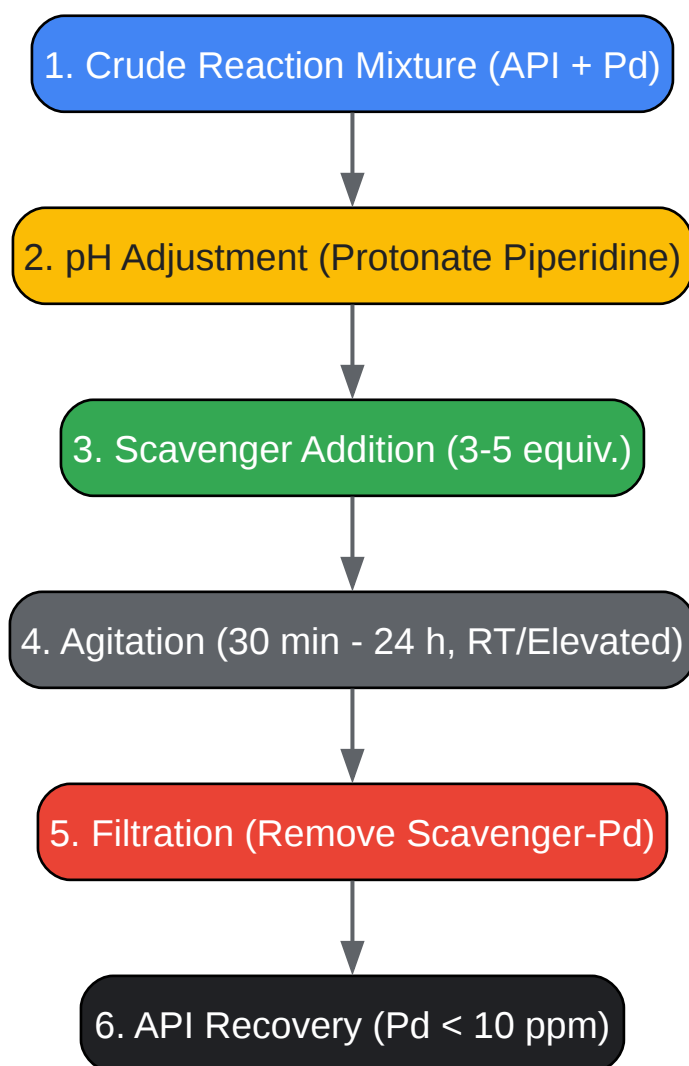 1. Crude Reaction Mixture (API + Pd)
2. pH Adjustment (Protonate Piperidine)
3. Scavenger Addition (3-5 equiv.)
4. Agitation (30 min - 24 h, RT/Elevated)
5. Filtration (Remove Scavenger-Pd)
6. API Recovery (Pd < 10 ppm)